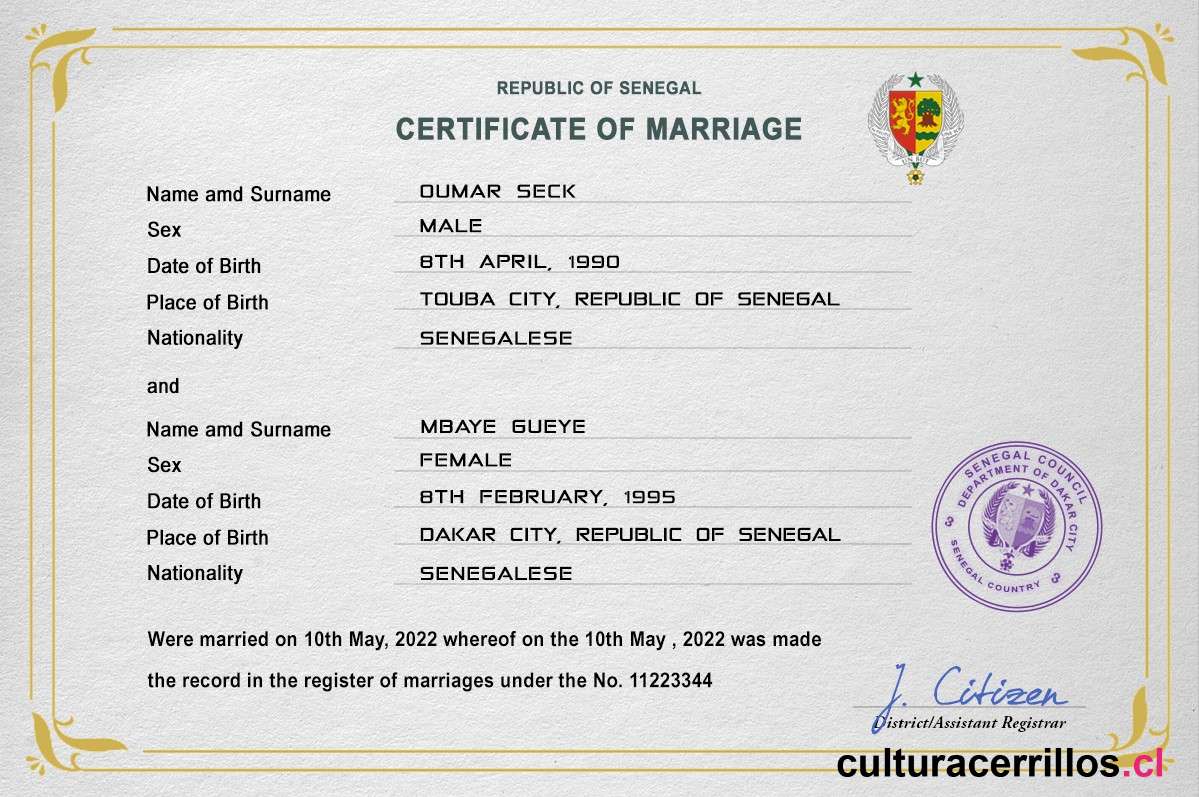 REPUBLIC OF SENEGAL
CERTIFICATE OF MARRIAGE
Name amd Surname OUMAR SECK
Sex MALE
Date of Birth 8TH APRIL, 1990
Place of Birth TOUBA CITY, REPUBLIC OF SENEGAL
Nationality SENEGALESE
and
Name amd Surname MBAYE GUEYE
Sex FEMALE
Date of Birth 8TH FEBRUARY, 1995
Place of Birth DAKAR CITY, REPUBLIC OF SENEGAL
Nationality SENEGALESE
SENEGAL COUNCIL
DEPARTMENT OF DAKAR CITY
SENEGAL COUNTRY
Were married on 10th May, 2022 whereof on the 10th May , 2022 was made
the record in the register of marriages under the No. 11223344
J. Citizen
District/Assistant Registrar
culturacerrillos.cl